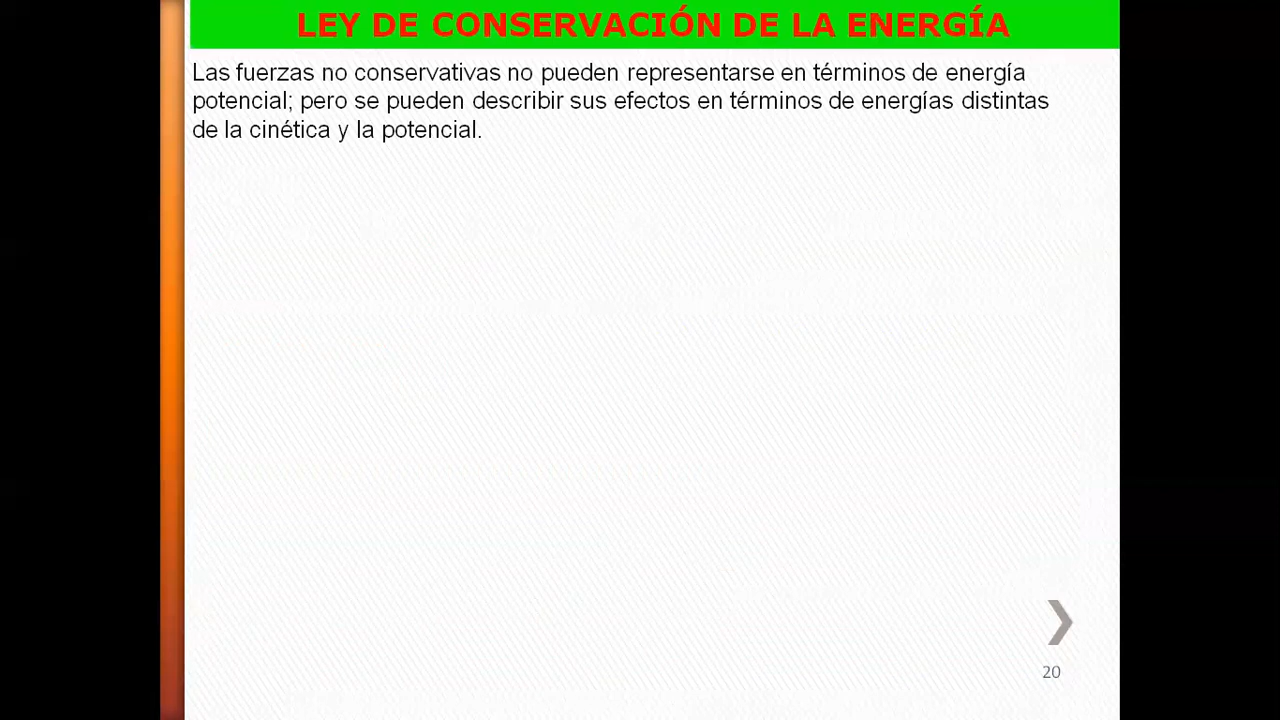 LEY DE CONSERVACIÓN DE LA ENERGÍA
Las fuerzas no conservativas no pueden representarse en términos de energía
potencial; pero se pueden describir sus efectos en términos de energías distintas
de la cinética y la potencial.
20